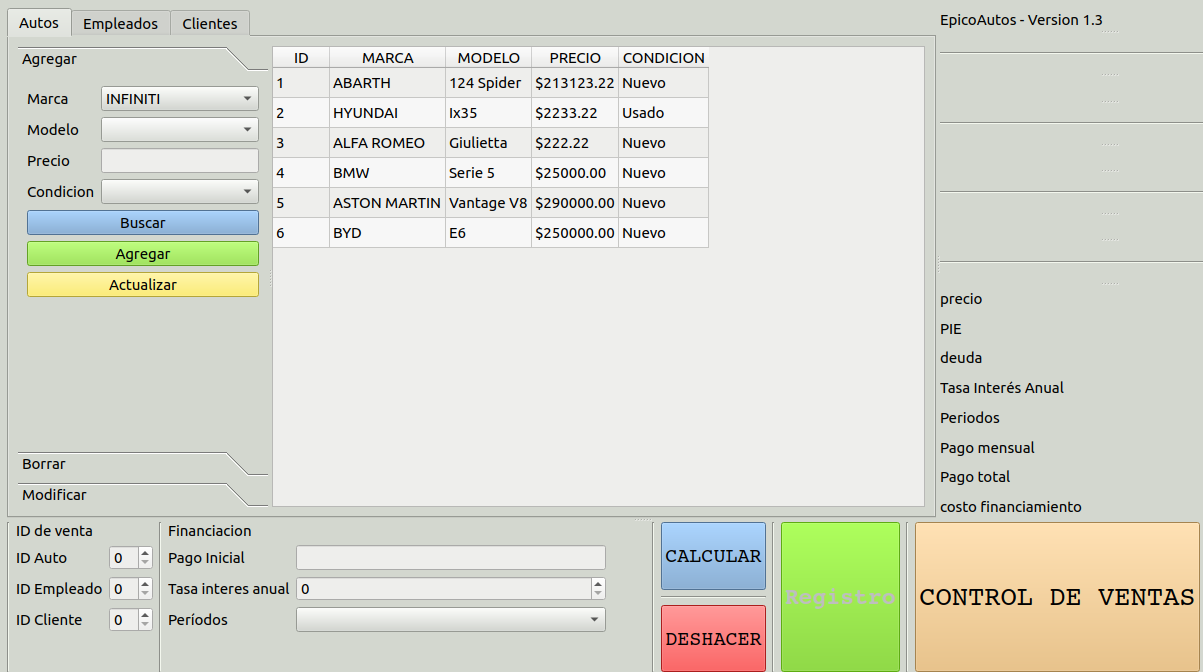 Autos Empleados Clientes
EpicoAutos - Version 1.3
Agregar
Marca INFINITI
Modelo
Precio
Condicion
Buscar
Agregar
Actualizar
Borrar
Modificar
ID MARCA MODELO PRECIO CONDICION
1 ABARTH 124 Spider $213123.22 Nuevo
2 HYUNDAI Ix35 $2233.22 Usado
3 ALFA ROMEO Giulietta $222.22 Nuevo
4 BMW Serie 5 $25000.00 Nuevo
5 ASTON MARTIN Vantage V8 $290000.00 Nuevo
6 BYD E6 $250000.00 Nuevo
precio
PIE
deuda
Tasa Interés Anual
Periodos
Pago mensual
Pago total
costo financiamiento
ID de venta
ID Auto 0
ID Empleado 0
ID Cliente 0
Financiacion
Pago Inicial
Tasa interes anual 0
Períodos
CALCULAR
DESHACER
Registro
CONTROL DE VENTAS